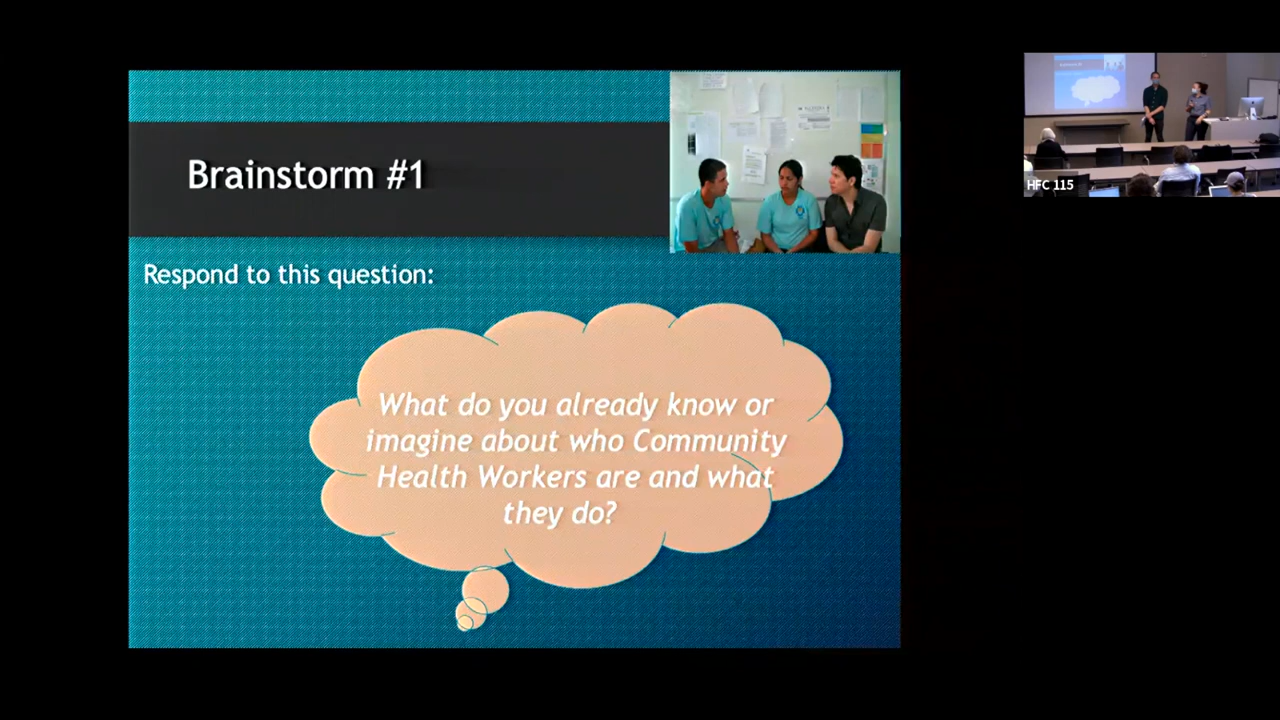 Brainstorm #1
Respond to this question:
What do you already know or
imagine about who Community
Health Workers are and what
they do?
HFC 115